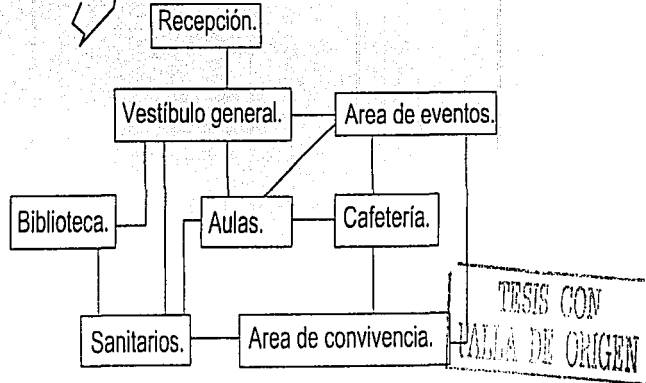 Recepción.
Vestíbulo general.
Area de eventos.
Biblioteca.
Aulas.
Cafetería.
Sanitarios.
Area de convivencia.
TESIS CON
FALLA DE ORIGEN